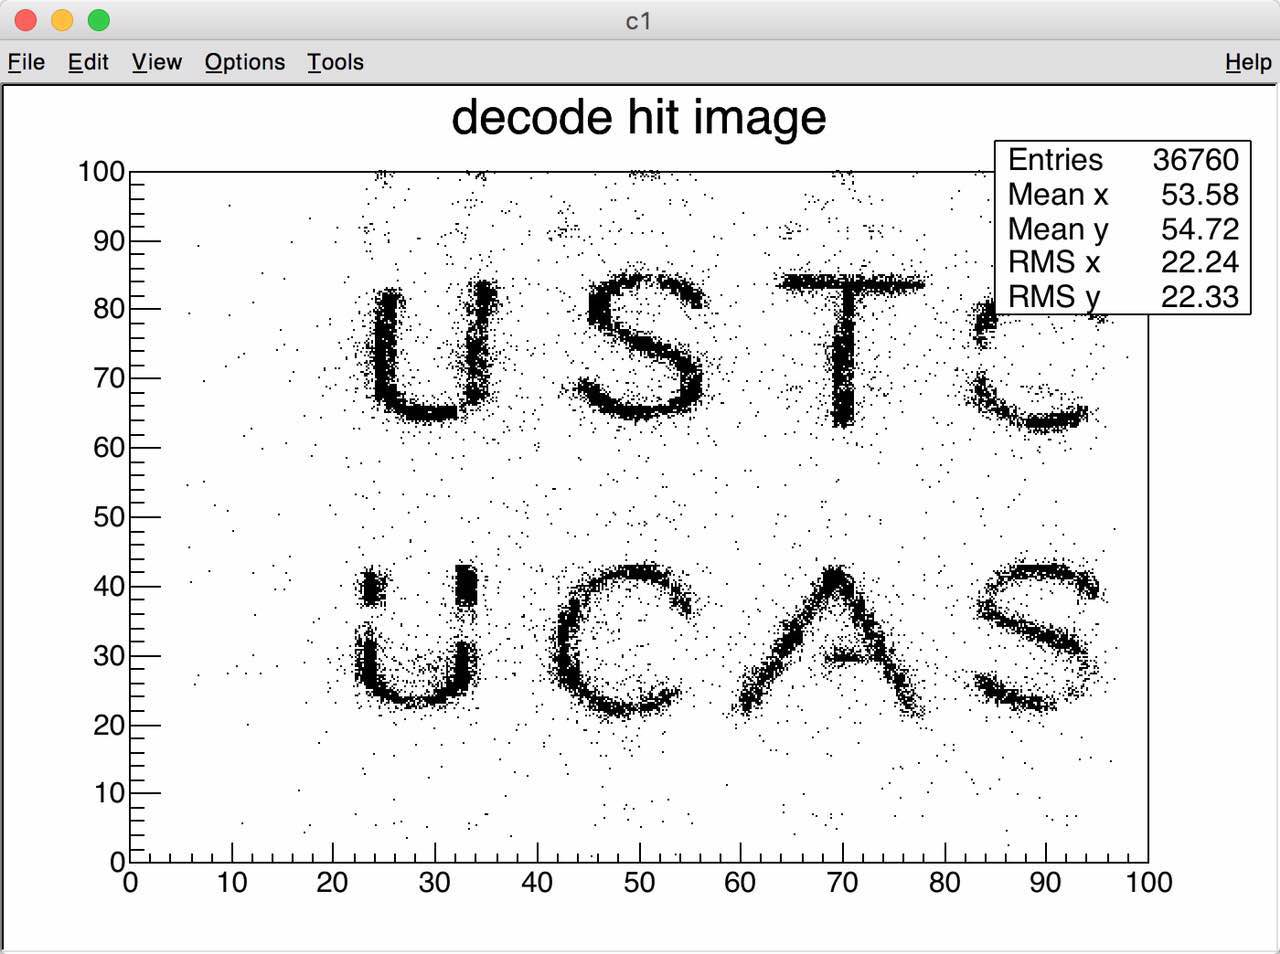 c1
File Edit View Options Tools Help
decode hit image
Entries 36760
Mean x 53.58
Mean y 54.72
RMS x 22.24
RMS y 22.33
100
90
80
70
60
50
40
30
20
10
0
USTC
UCAS
0 10 20 30 40 50 60 70 80 90 100